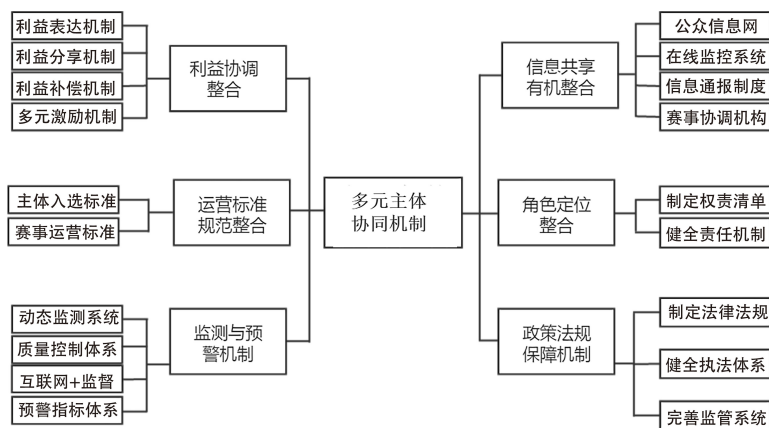 利益表达机制
利益分享机制
利益补偿机制
多元激励机制
利益协调
整合
主体入选标准
赛事运营标准
运营标准
规范整合
动态监测系统
质量控制体系
互联网+监督
预警指标体系
监测与预
警机制
多元主体
协同机制
信息共享
有机整合
公众信息网
在线监控系统
信息通报制度
赛事协调机构
角色定位
整合
制定权责清单
健全责任机制
政策法规
保障机制
制定法律法规
健全执法体系
完善监管系统